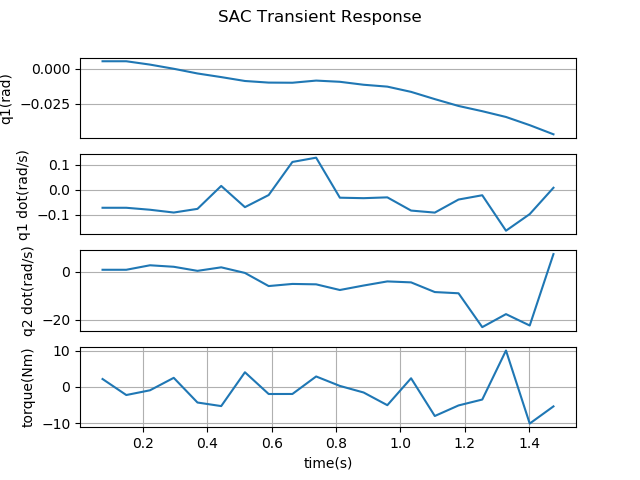 SAC Transient Response
0.000
−0.025
q1(rad)
0.1
0.0
−0.1
q1 dot(rad/s)
0
−20
q2 dot(rad/s)
10
0
−10
torque(Nm)
0.2 0.4 0.6 0.8 1.0 1.2 1.4
time(s)